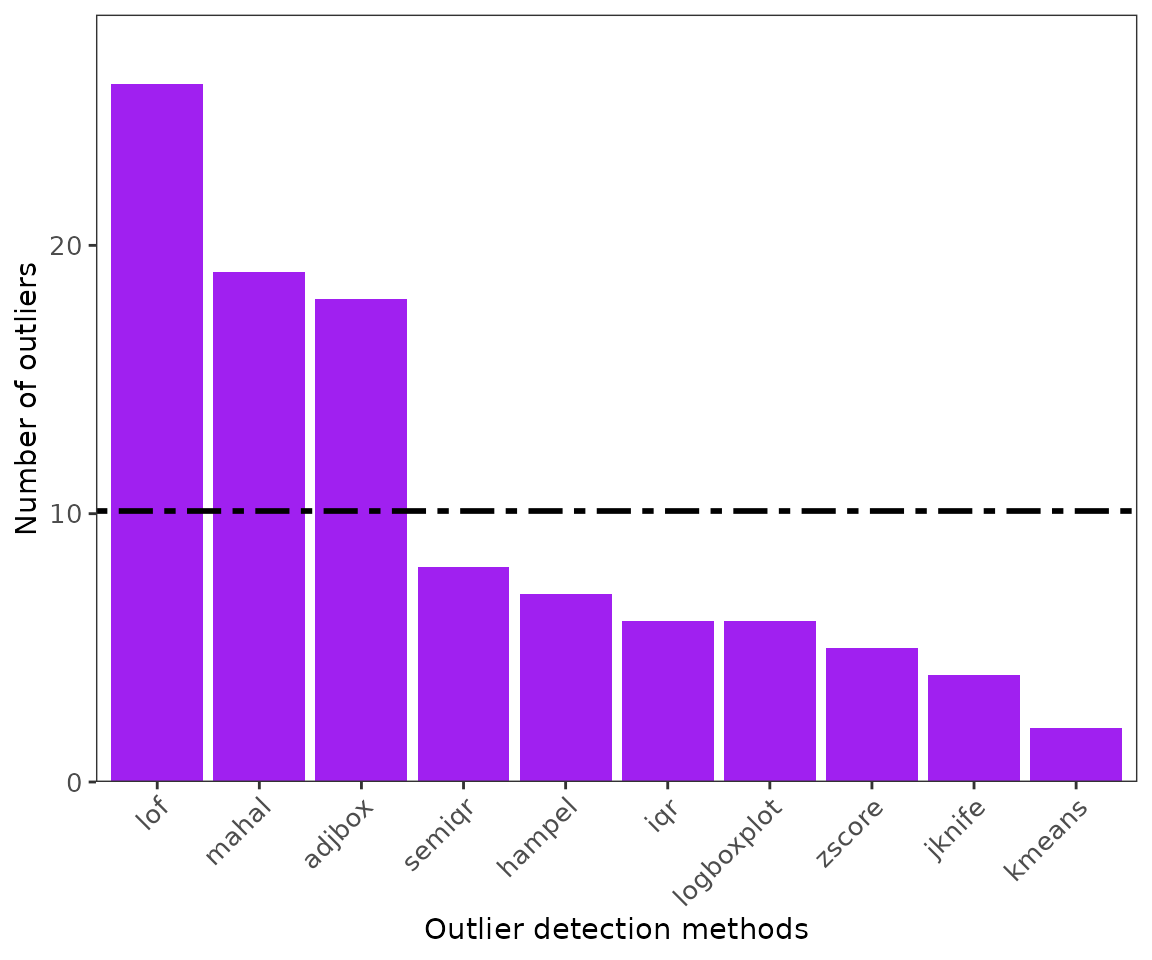 Number of outliers
20
10
0
lof
mahal
adjbox
semiqr
hampel
iqr
logboxplot
zscore
jknife
kmeans
Outlier detection methods